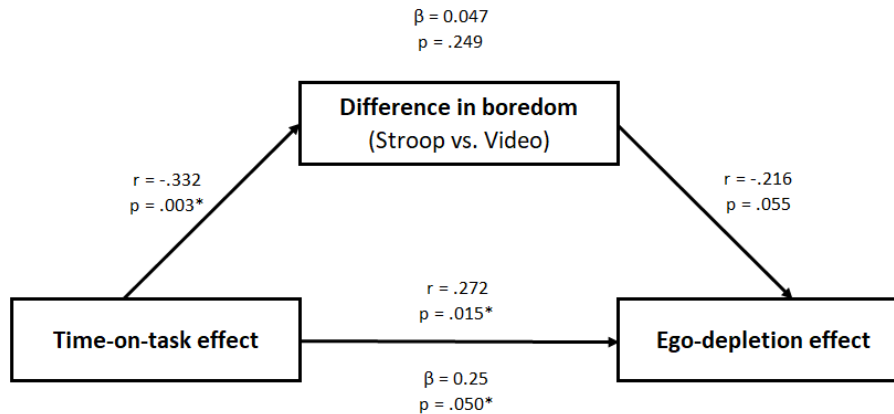 β = 0.047
p = .249
Difference in boredom
(Stroop vs. Video)
r = -.332
p = .003*
r = -.216
p = .055
Time-on-task effect
r = .272
p = .015*
Ego-depletion effect
β = 0.25
p = .050*